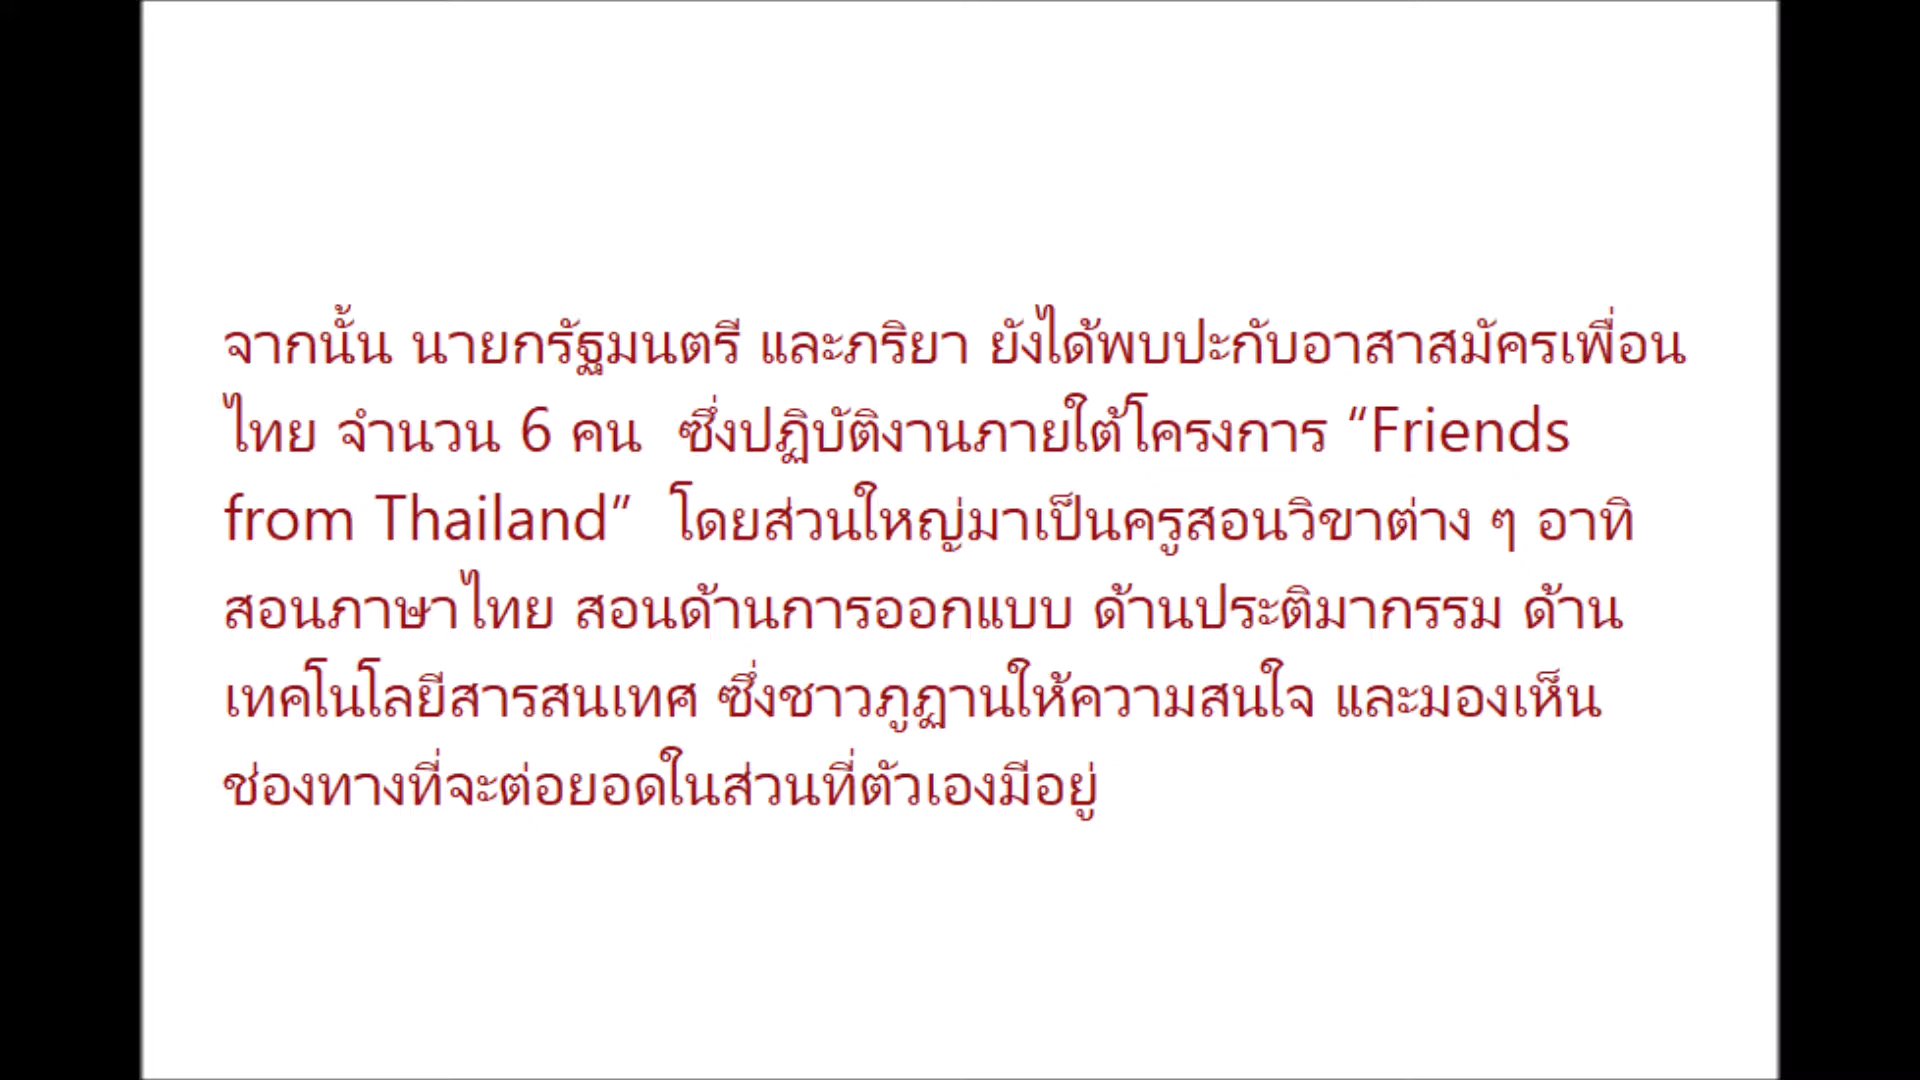 จากนั้น นายกรัฐมนตรี และภริยา ยังได้พบปะกับอาสาสมัครเพื่อน
ไทย จำนวน 6 คน  ซึ่งปฏิบัติงานภายใต้โครงการ “Friends
from Thailand”  โดยส่วนใหญ่มาเป็นครูสอนวิขาต่าง ๆ อาทิ
สอนภาษาไทย สอนด้านการออกแบบ ด้านประติมากรรม ด้าน
เทคโนโลยีสารสนเทศ ซึ่งชาวภูฏานให้ความสนใจ และมองเห็น
ช่องทางที่จะต่อยอดในส่วนที่ตัวเองมีอยู่